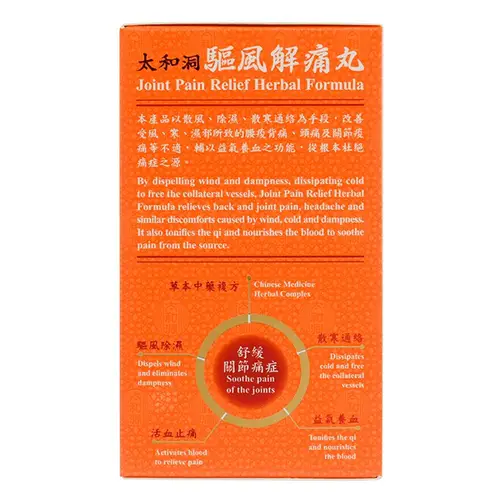 太和洞驅風解痛丸
Joint Pain Relief Herbal Formula
本產品以散風、除濕、散寒通絡為手段，改善
受風、寒、濕邪所致的腰痠背痛、頭痛及關節痠
痛等不適，輔以益氣養血之功能，從根本杜絕
痛症之源。
By dispelling wind and dampness, dissipating cold
to free the collateral vessels, Joint Pain Relief Herbal
Formula relieves back and joint pain, headache and
similar discomforts caused by wind, cold and dampness.
It also tonifies the qi and nourishes the blood to soothe
pain from the source.
草本中藥複方
Chinese Medicine
Herbal Complex
驅風除濕
Dispels wind
and eliminates
dampness
散寒通絡
Dissipates
cold and free
the collateral
vessels
舒緩
關節痛症
Soothe pain
of the joints
活血止痛
Activates blood
to relieve pain
益氣養血
Tonifies the qi
and nourishes
the blood